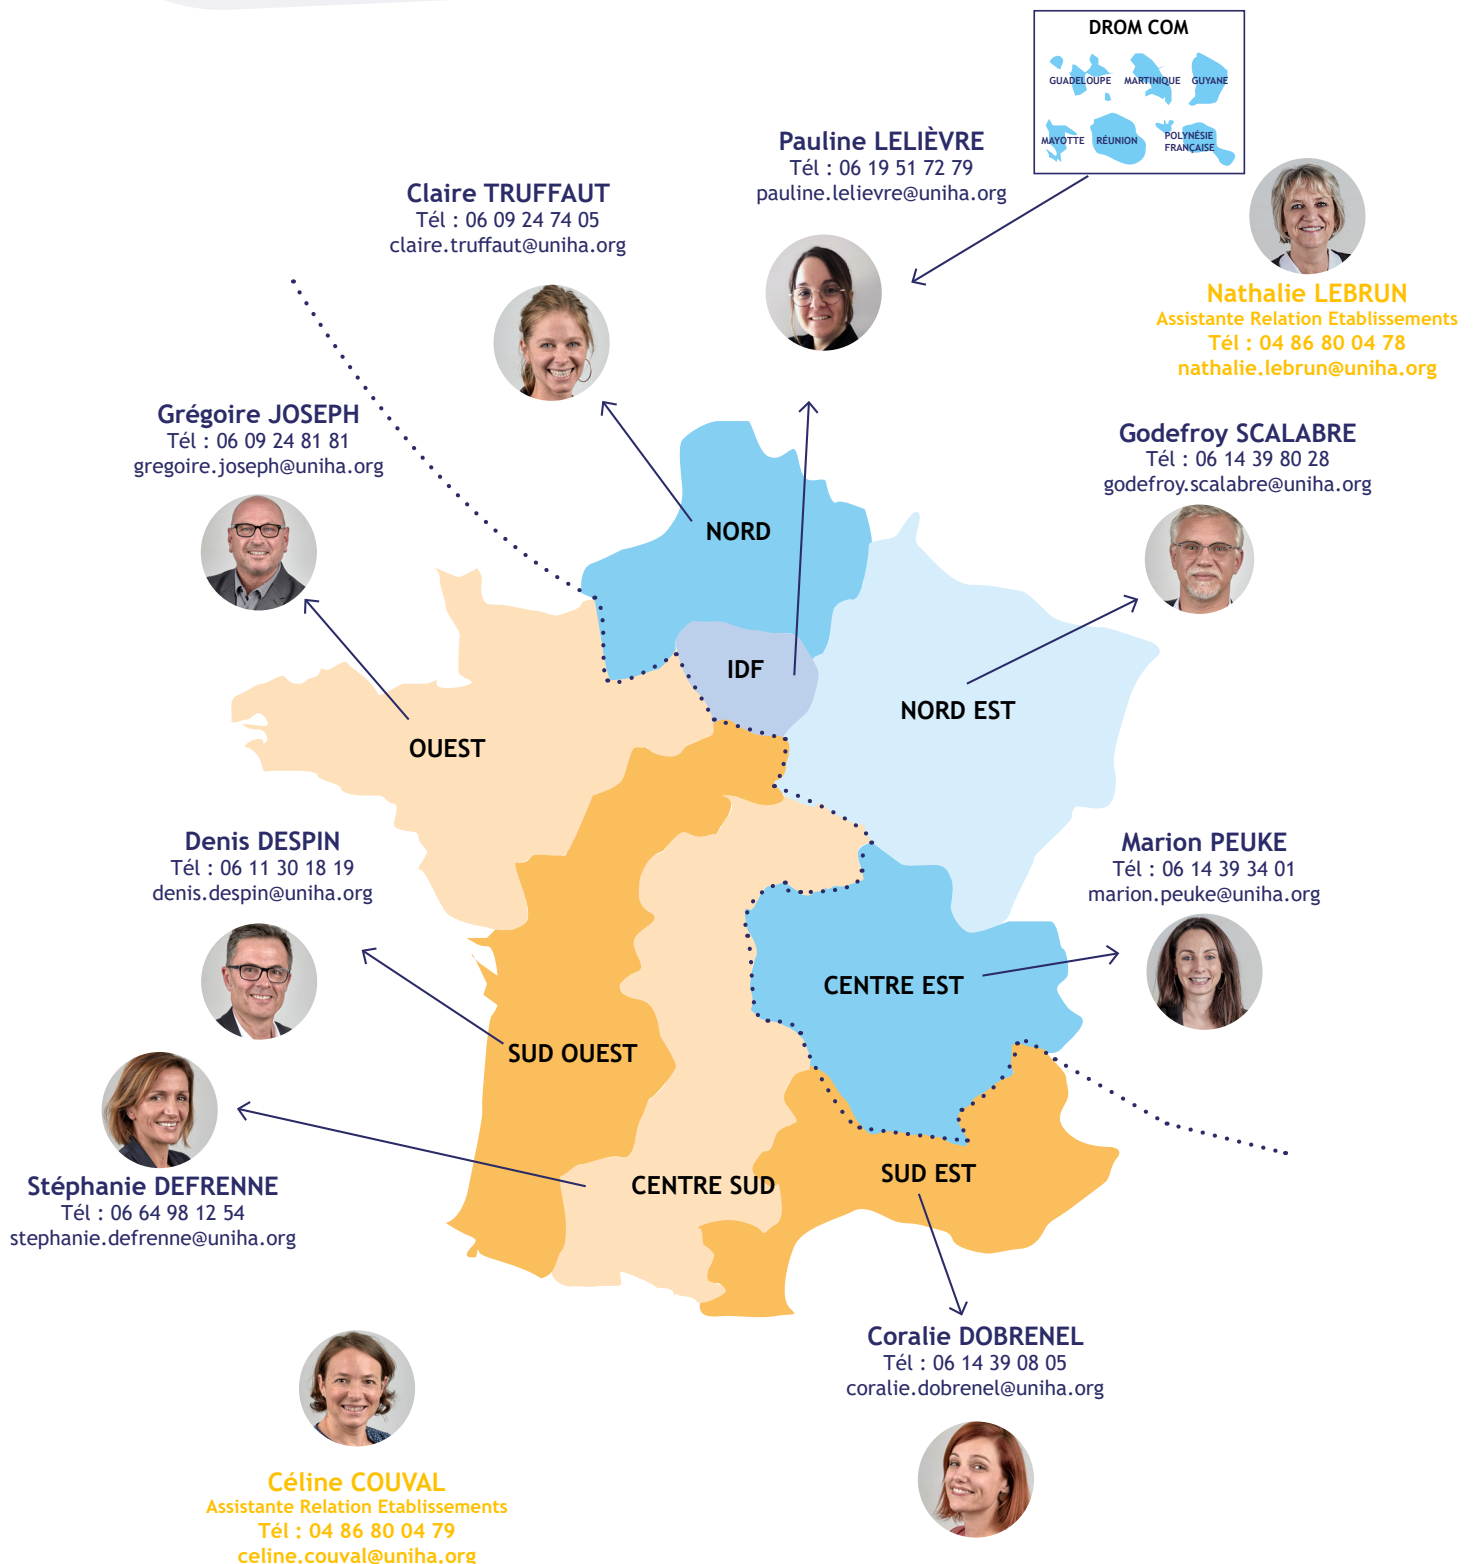 DROM COM
GUADELOUPE
MARTINIQUE
GUYANE
MAYOTTE
RÉUNION
POLYNÉSIE
FRANÇAISE
Pauline LELIÈVRE
Tél : 06 19 51 72 79
pauline.lelievre@uniha.org
Claire TRUFFAUT
Tél : 06 09 24 74 05
claire.truffaut@uniha.org
Nathalie LEBRUN
Assistante Relation Etablissements
Tél : 04 86 80 04 78
nathalie.lebrun@uniha.org
Grégoire JOSEPH
Tél : 06 09 24 81 81
gregoire.joseph@uniha.org
Godefroy SCALABRE
Tél : 06 14 39 80 28
godefroy.scalabre@uniha.org
NORD
IDF
NORD EST
OUEST
Denis DESPIN
Tél : 06 11 30 18 19
denis.despin@uniha.org
Marion PEUKE
Tél : 06 14 39 34 01
marion.peuke@uniha.org
CENTRE EST
SUD OUEST
Stéphanie DEFRENNE
Tél : 06 64 98 12 54
stephanie.defrenne@uniha.org
CENTRE SUD
SUD EST
Coralie DOBRENEL
Tél : 06 14 39 08 05
coralie.dobrenel@uniha.org
Céline COUVAL
Assistante Relation Etablissements
Tél : 04 86 80 04 79
celine.couval@uniha.org